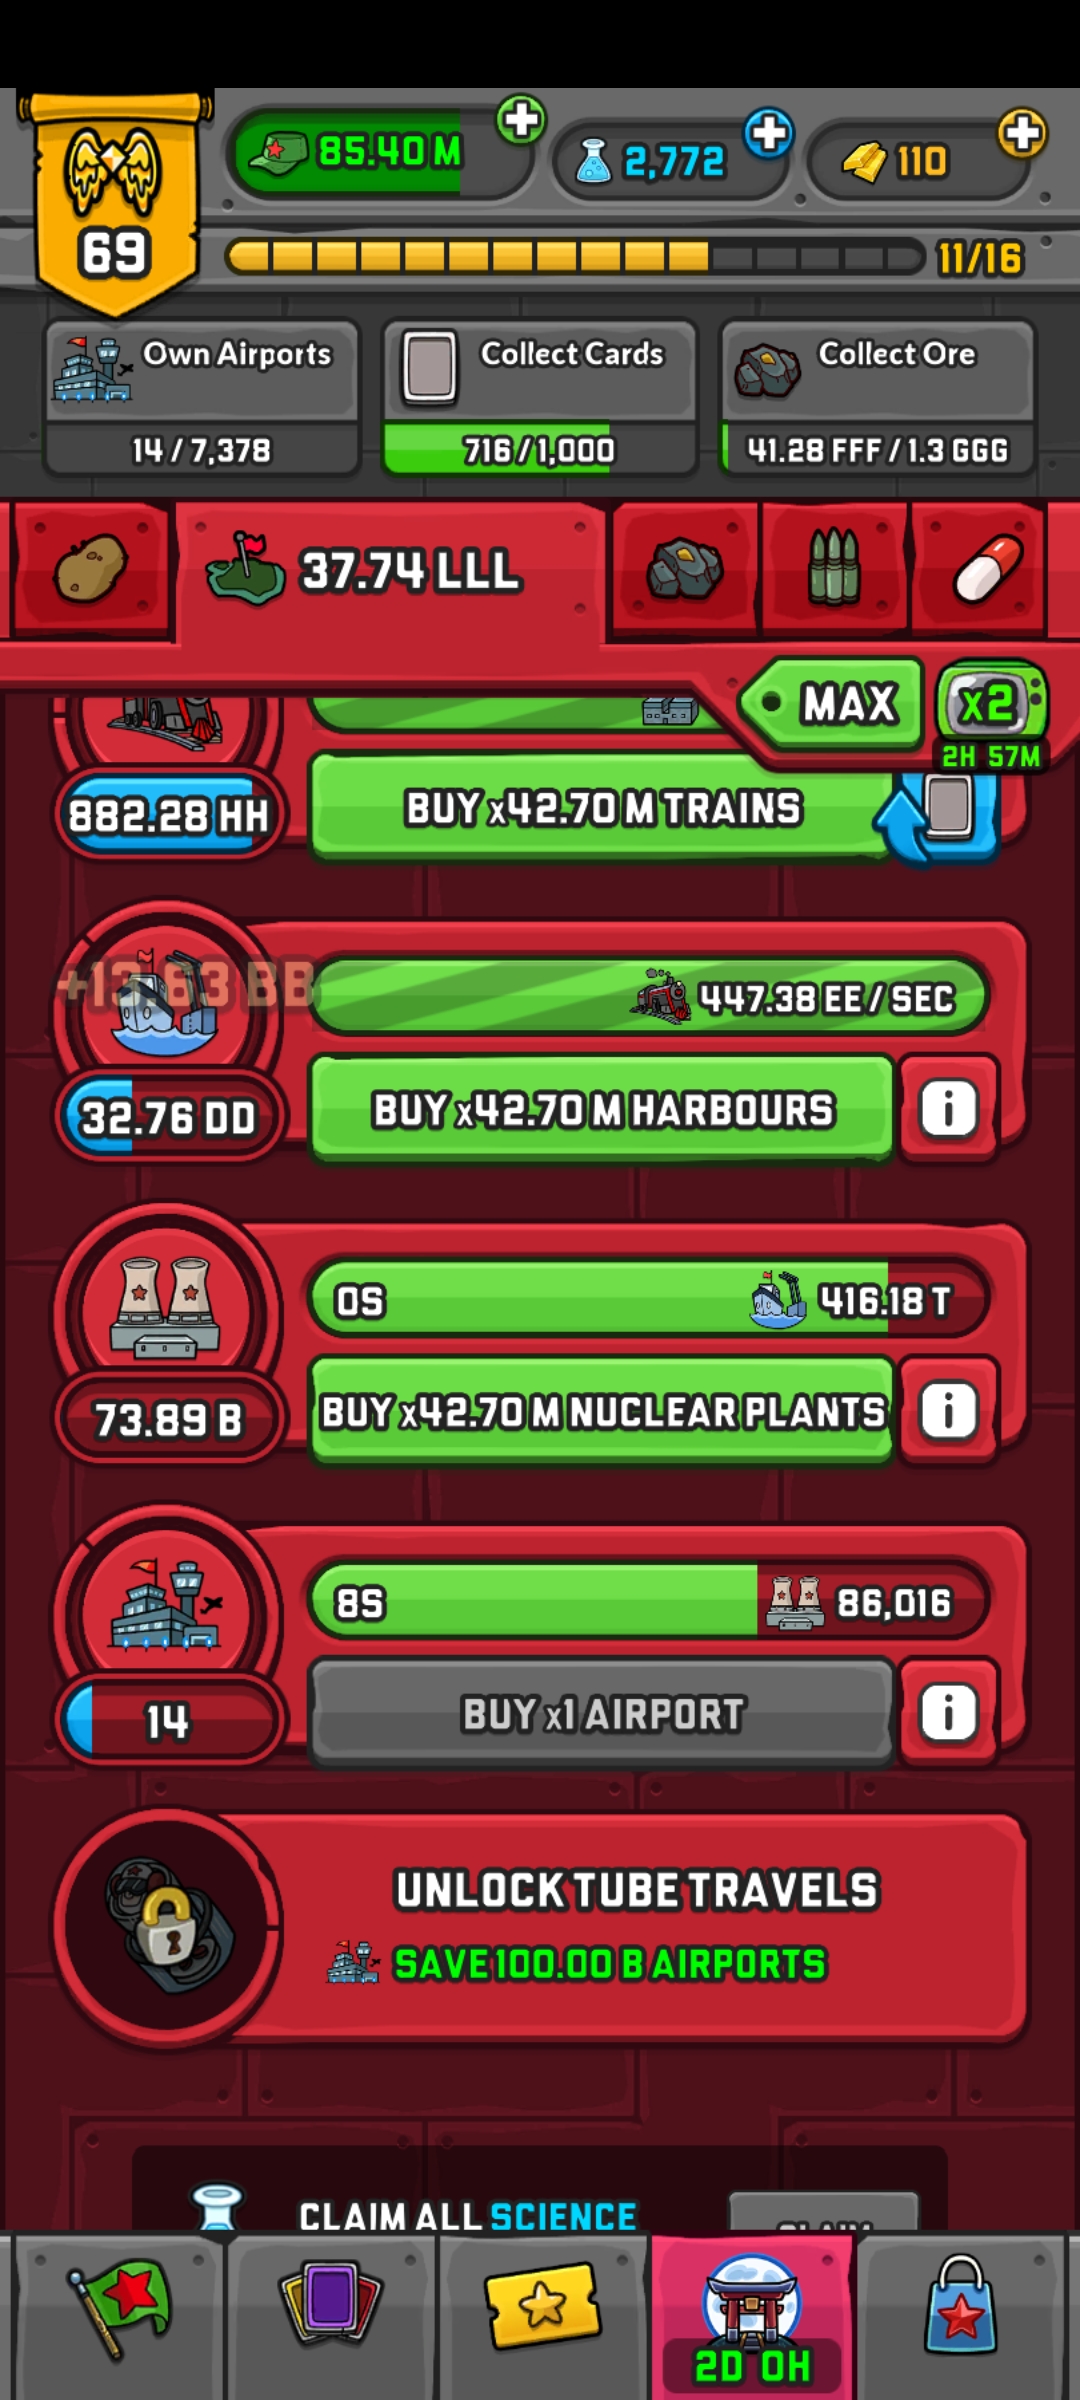 85.40 M
2,772
110
69
11/16
Own Airports
14 / 7,378
Collect Cards
716 / 1,000
Collect Ore
41.28 FFF / 1.3 GGG
37.74 LLL
MAX
x2
2H 57M
882.28 HH
BUY x42.70 M TRAINS
+13.63 BB
447.38 EE / SEC
32.76 DD
BUY x42.70 M HARBOURS
0S
416.18 T
73.89 B
BUY x42.70 M NUCLEAR PLANTS
8S
86,016
14
BUY x1 AIRPORT
UNLOCK TUBE TRAVELS
SAVE 100.00 B AIRPORTS
CLAIM ALL SCIENCE
CLAIM
2D 0H